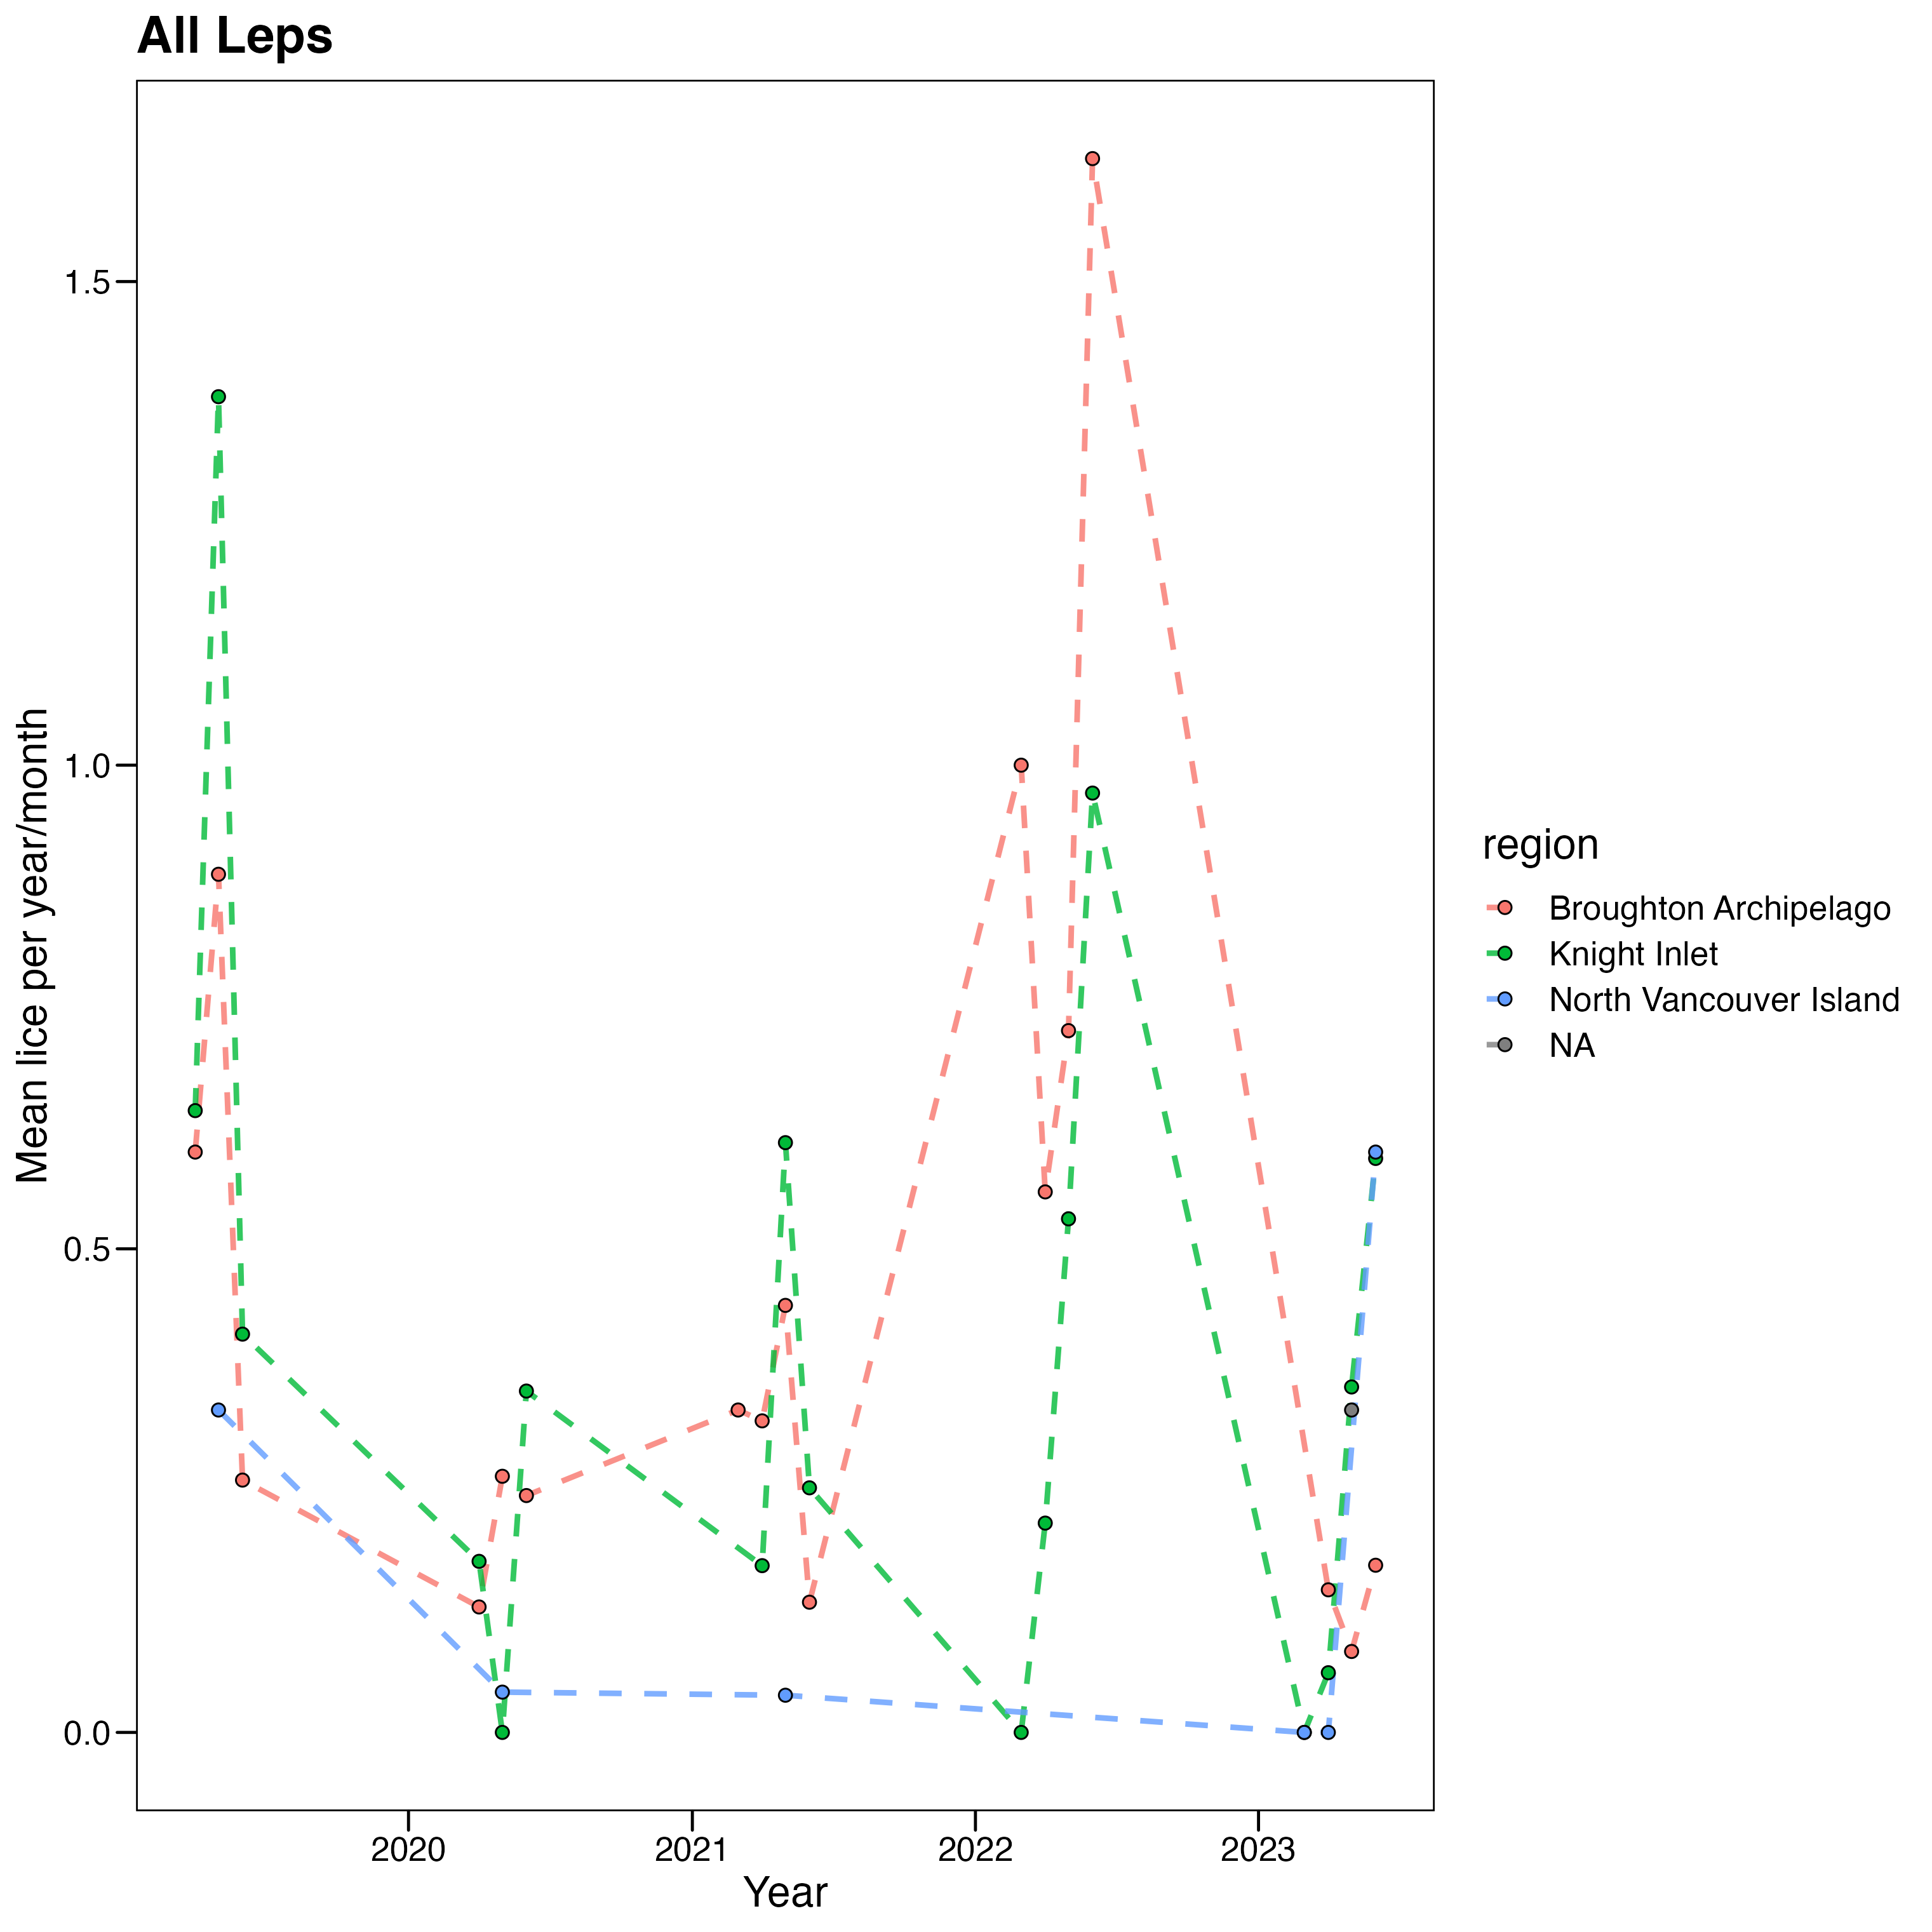 All Leps
Mean lice per year/month
1.5
1.0
0.5
0.0
2020
2021
2022
2023
Year
region
Broughton Archipelago
Knight Inlet
North Vancouver Island
NA